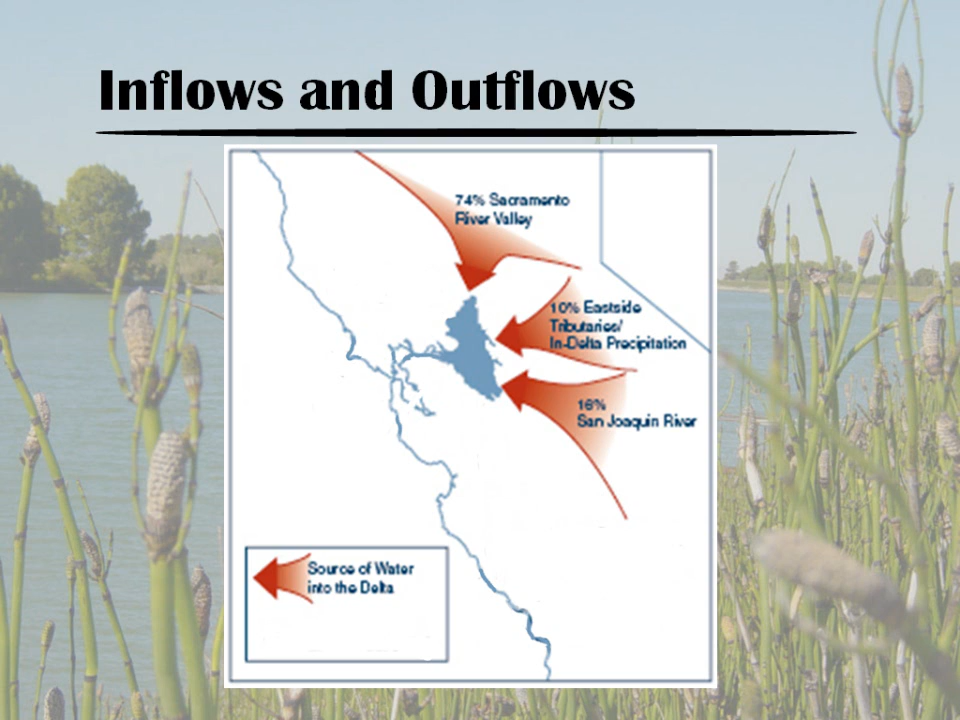 Inflows and Outflows
74% Sacramento
River Valley
10% Eastside
Tributaries/
In-Delta Precipitation
16%
San Joaquin River
Source of Water
into the Delta